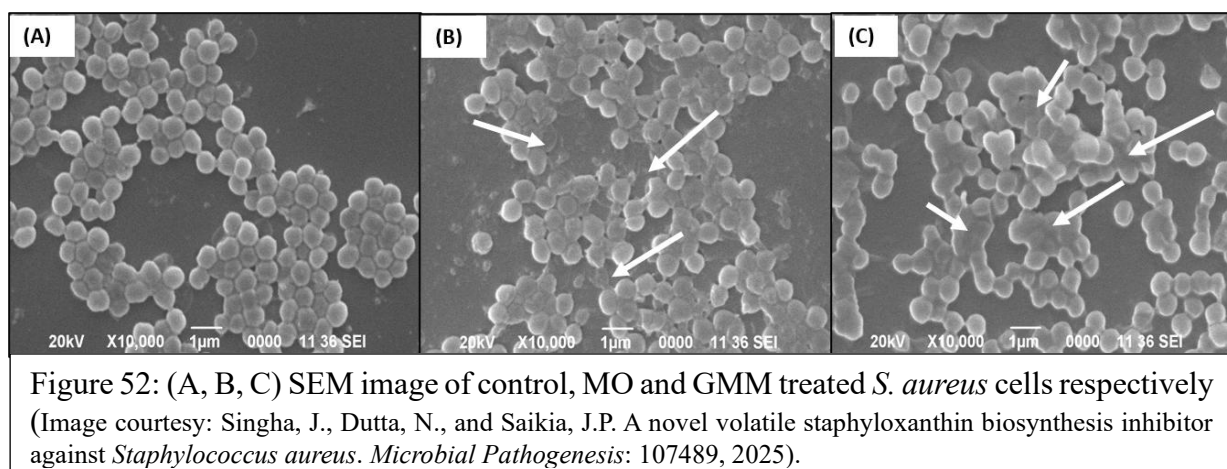 (A)
(B)
(C)
20kV X10,000 1µm 0000 11 36 SEI
20kV X10,000 1µm 0000 11 36 SEI
20kV X10,000 1µm 0000 11 36 SEI
Figure 52: (A, B, C) SEM image of control, MO and GMM treated S. aureus cells respectively
(Image courtesy: Singha, J., Dutta, N., and Saikia, J.P. A novel volatile staphyloxanthin biosynthesis inhibitor
against Staphylococcus aureus. Microbial Pathogenesis: 107489, 2025).